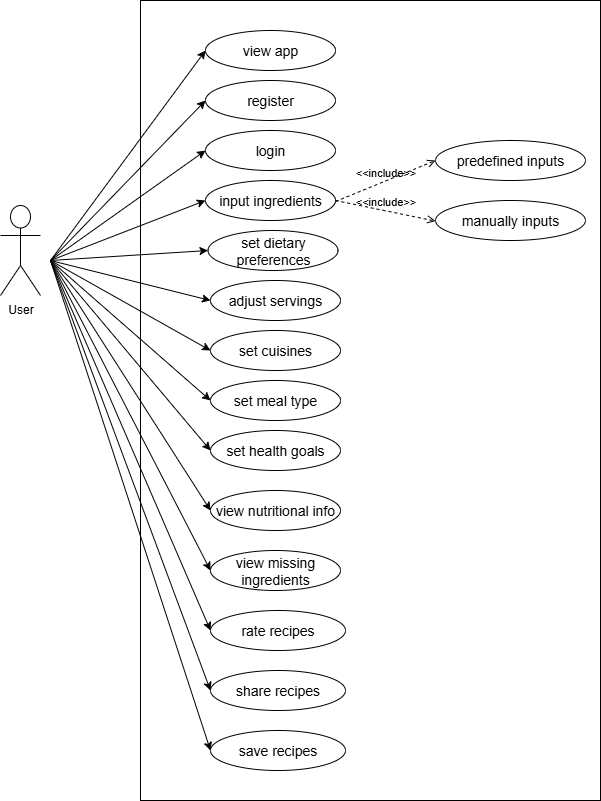 view app
register
login
input ingredients
<<include>>
<<include>>
predefined inputs
manually inputs
set dietary
preferences
adjust servings
set cuisines
set meal type
set health goals
view nutritional info
view missing
ingredients
rate recipes
share recipes
save recipes
User